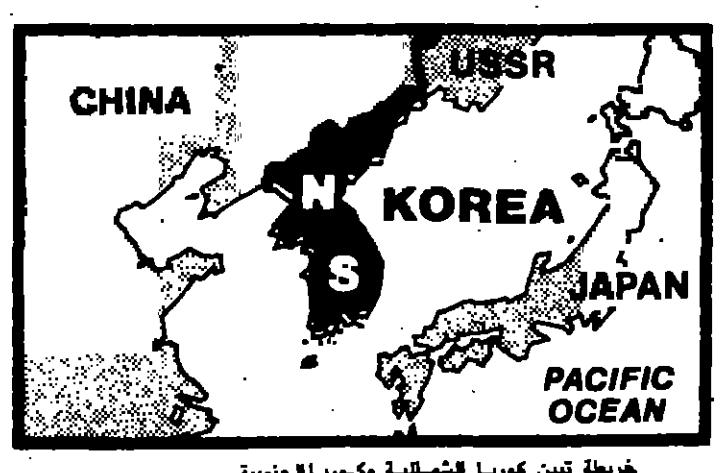 USSR
CHINA
N
KOREA
S
JAPAN
PACIFIC
OCEAN
خريطة تبين كوريا الشمالية وكوريا الجنوبية